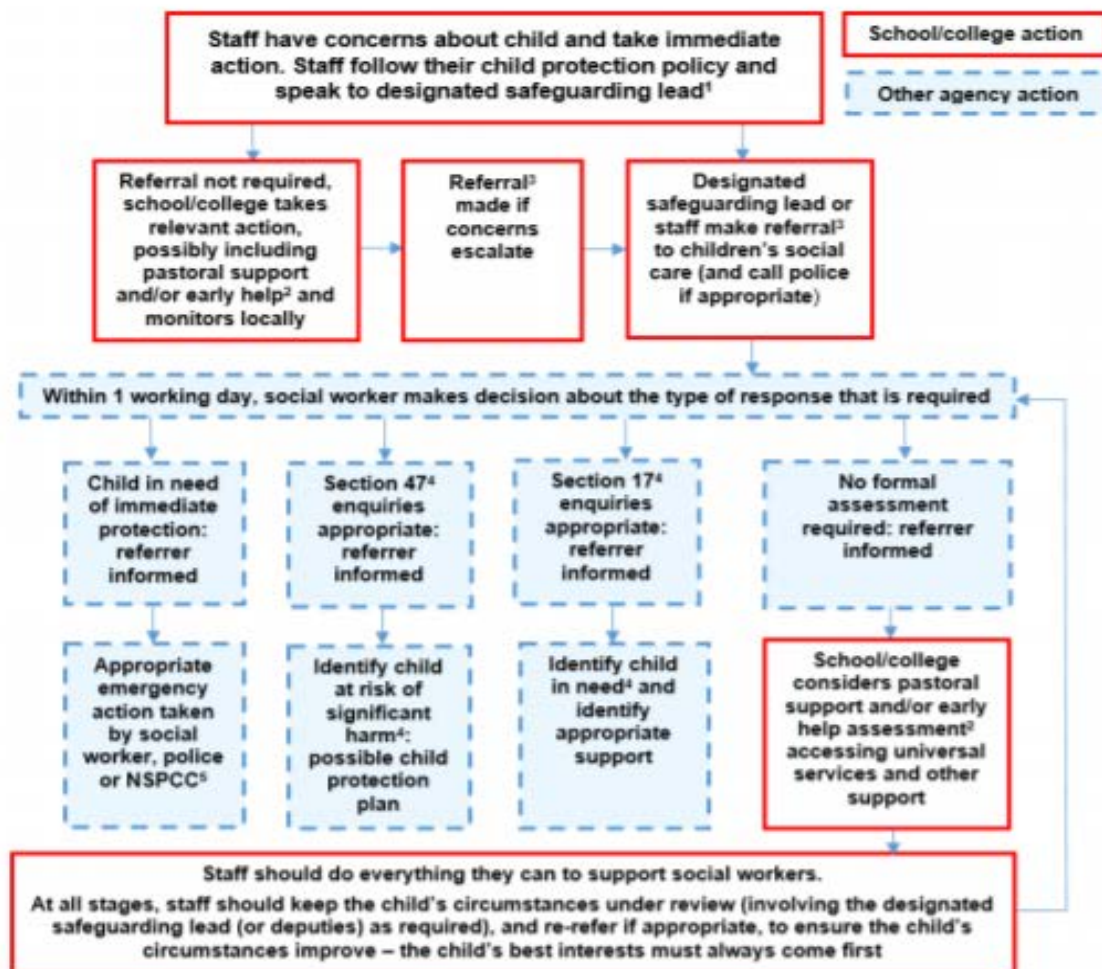 Staff have concerns about child and take immediate
action. Staff follow their child protection policy and
speak to designated safeguarding lead¹
School/college action
Other agency action
Referral not required,
school/college takes
relevant action,
possibly including
pastoral support
and/or early help² and
monitors locally
Referral³
made if
concerns
escalate
Designated
safeguarding lead or
staff make referral³
to children's social
care (and call police
if appropriate)
Within 1 working day, social worker makes decision about the type of response that is required
Child in need
of immediate
protection:
referrer
informed
Section 47⁴
enquiries
appropriate:
referrer
informed
Section 17⁴
enquiries
appropriate:
referrer
informed
No formal
assessment
required: referrer
informed
Appropriate
emergency
action taken
by social
worker, police
or NSPCC⁵
Identify child
at risk of
significant
harm⁴:
possible child
protection
plan
Identify child
in need⁴ and
identify
appropriate
support
School/college
considers pastoral
support and/or early
help assessment²
accessing universal
services and other
support
Staff should do everything they can to support social workers.
At all stages, staff should keep the child's circumstances under review (involving the designated
safeguarding lead (or deputies) as required), and re-refer if appropriate, to ensure the child's
circumstances improve – the child's best interests must always come first